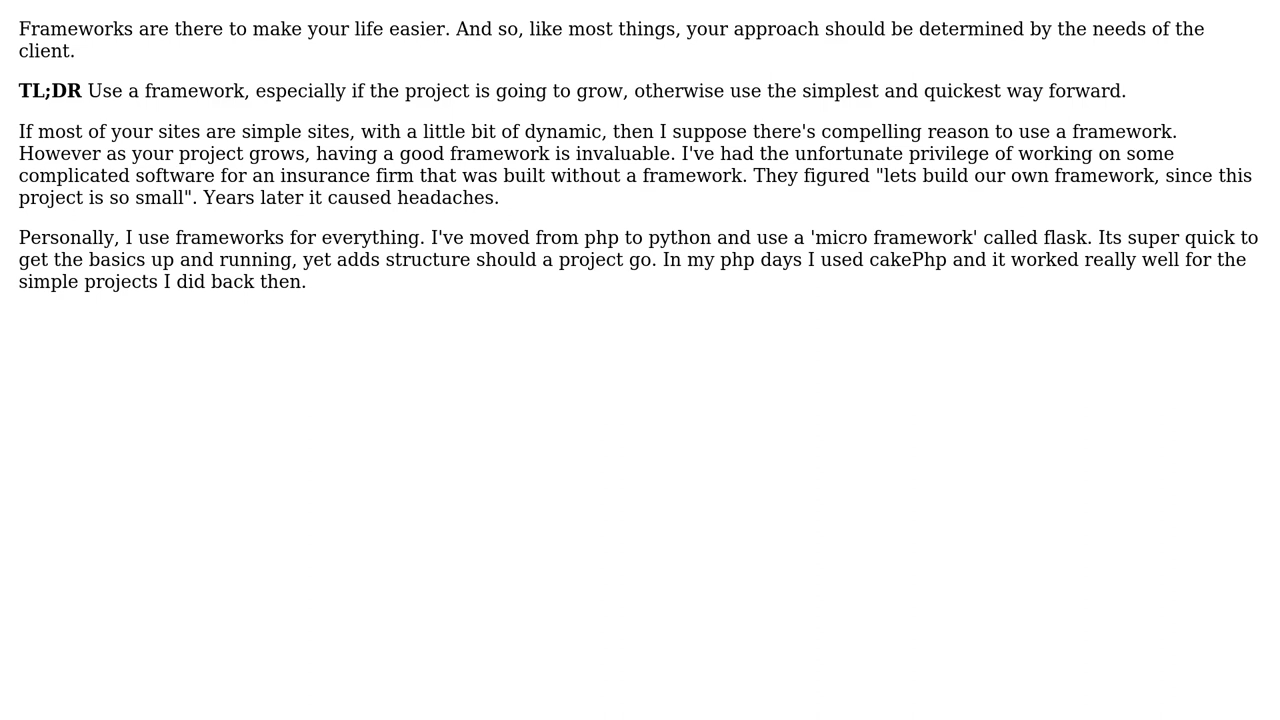 Frameworks are there to make your life easier. And so, like most things, your approach should be determined by the needs of the
client.
TL;DR Use a framework, especially if the project is going to grow, otherwise use the simplest and quickest way forward.
If most of your sites are simple sites, with a little bit of dynamic, then I suppose there's compelling reason to use a framework.
However as your project grows, having a good framework is invaluable. I've had the unfortunate privilege of working on some
complicated software for an insurance firm that was built without a framework. They figured "lets build our own framework, since this
project is so small". Years later it caused headaches.
Personally, I use frameworks for everything. I've moved from php to python and use a 'micro framework' called flask. Its super quick to
get the basics up and running, yet adds structure should a project go. In my php days I used cakePhp and it worked really well for the
simple projects I did back then.